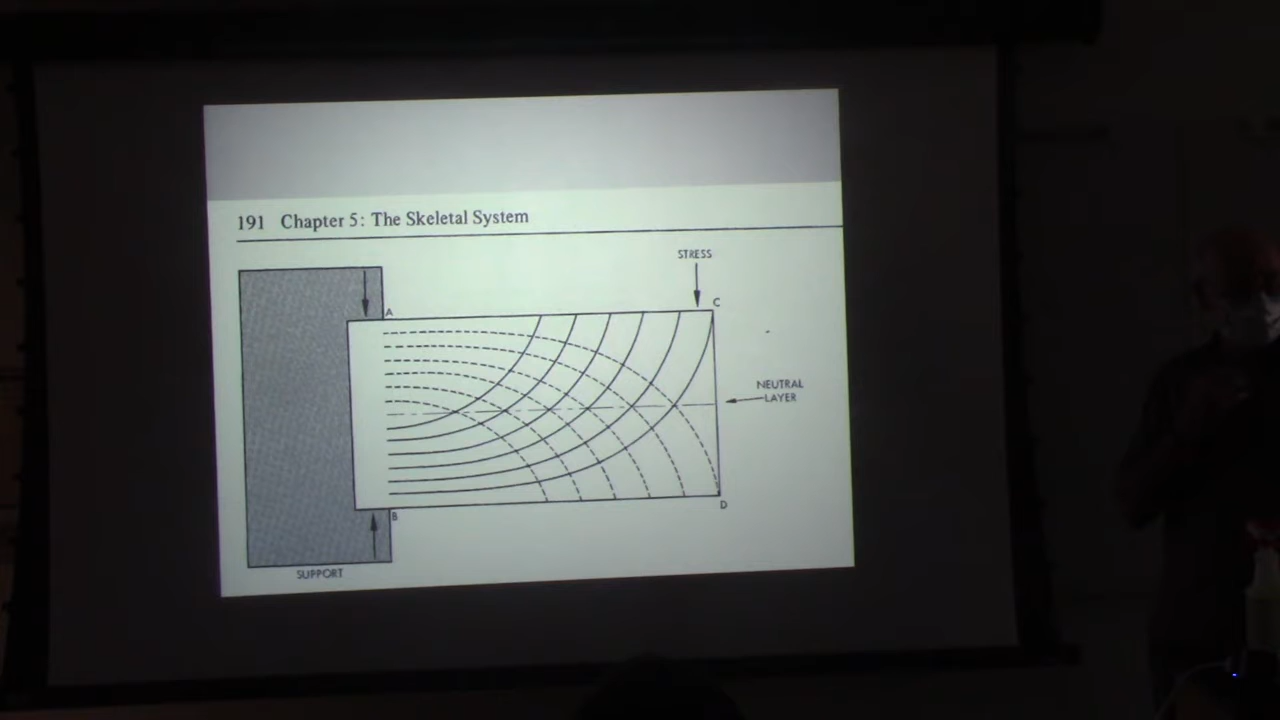 191 Chapter 5: The Skeletal System
STRESS
A
C
NEUTRAL
LAYER
B
D
SUPPORT